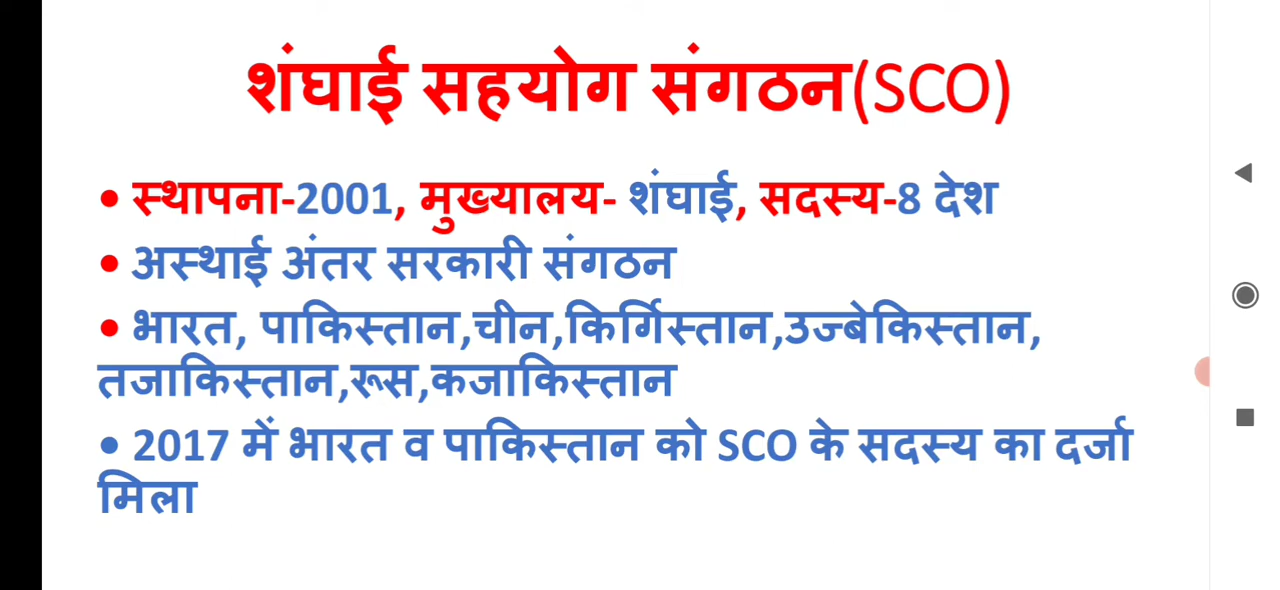 शंघाई सहयोग संगठन(SCO)
• स्थापना-2001, मुख्यालय- शंघाई, सदस्य-8 देश
• अस्थाई अंतर सरकारी संगठन
• भारत, पाकिस्तान,चीन,किर्गिस्तान,उज्बेकिस्तान,
तजाकिस्तान,रूस,कजाकिस्तान
• 2017 में भारत व पाकिस्तान को SCO के सदस्य का दर्जा
मिला